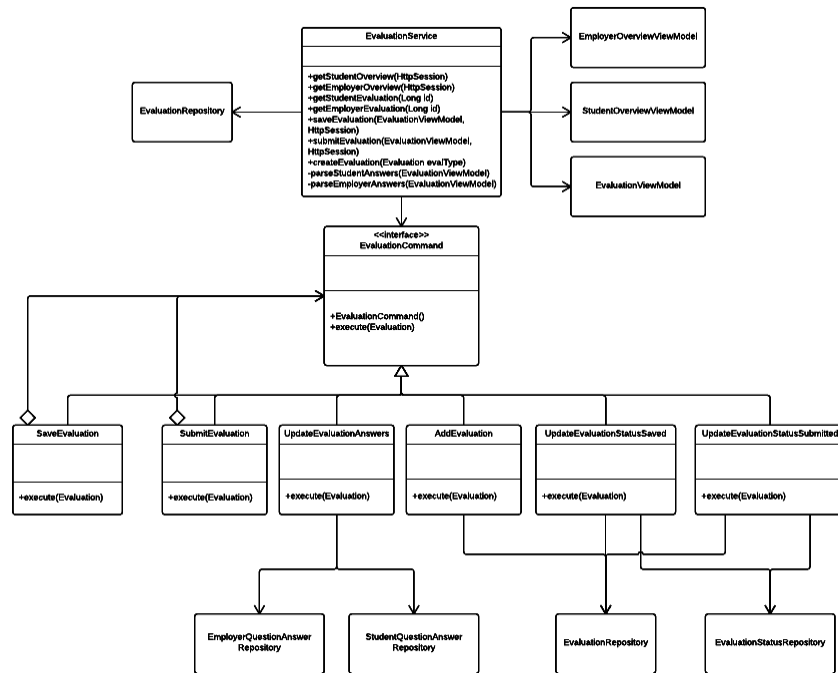 EvaluationService
+getStudentOverview(HttpSession)
+getEmployerOverview(HttpSession)
+getStudentEvaluation(Long id)
+getEmployerEvaluation(Long id)
+saveEvaluation(EvaluationViewModel,
HttpSession)
+submitEvaluation(EvaluationViewModel,
HttpSession)
+createEvaluation(Evaluation evalType)
-parseStudentAnswers(EvaluationViewModel)
-parseEmployerAnswers(EvaluationViewModel)
EvaluationRepository
EmployerOverviewViewModel
StudentOverviewViewModel
EvaluationViewModel
<<interface>>
EvaluationCommand
+EvaluationCommand()
+execute(Evaluation)
SaveEvaluation
+execute(Evaluation)
SubmitEvaluation
+execute(Evaluation)
UpdateEvaluationAnswers
+execute(Evaluation)
AddEvaluation
+execute(Evaluation)
UpdateEvaluationStatusSaved
+execute(Evaluation)
UpdateEvaluationStatusSubmitted
+execute(Evaluation)
EmployerQuestionAnswer
Repository
StudentQuestionAnswer
Repository
EvaluationRepository
EvaluationStatusRepository